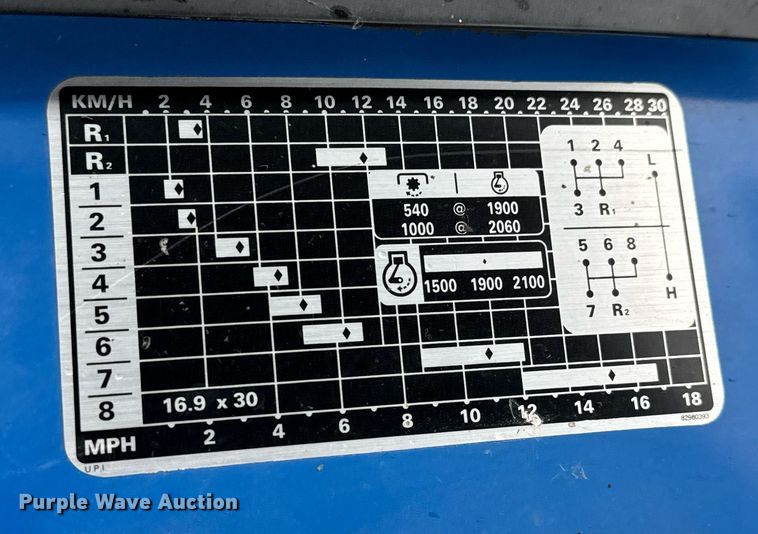 KM/H 2 4 6 8 10 12 14 16 18 20 22 24 26 28 30
R1
R2
1
2
3
4
5
6
7
8
540 @ 1900
1000 @ 2060
1500 1900 2100
1 2 4 L
3 R1
5 6 8
7 R2 H
16.9 x 30
MPH 2 4 6 8 10 12 14 16 18
UPI
82980393
Purple Wave Auction